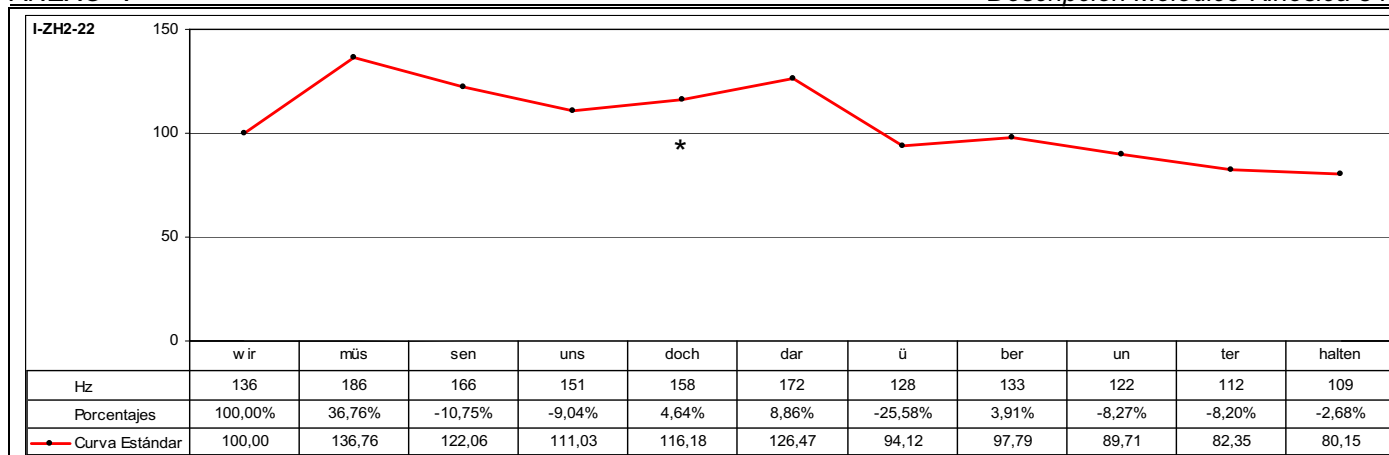 I-ZH2-22
150
100
*
50
0
wir müs sen uns doch dar ü ber un ter halten
Hz 136 186 166 151 158 172 128 133 122 112 109
Porcentajes 100,00% 36,76% -10,75% -9,04% 4,64% 8,86% -25,58% 3,91% -8,27% -8,20% -2,68%
Curva Estándar 100,00 136,76 122,06 111,03 116,18 126,47 94,12 97,79 89,71 82,35 80,15